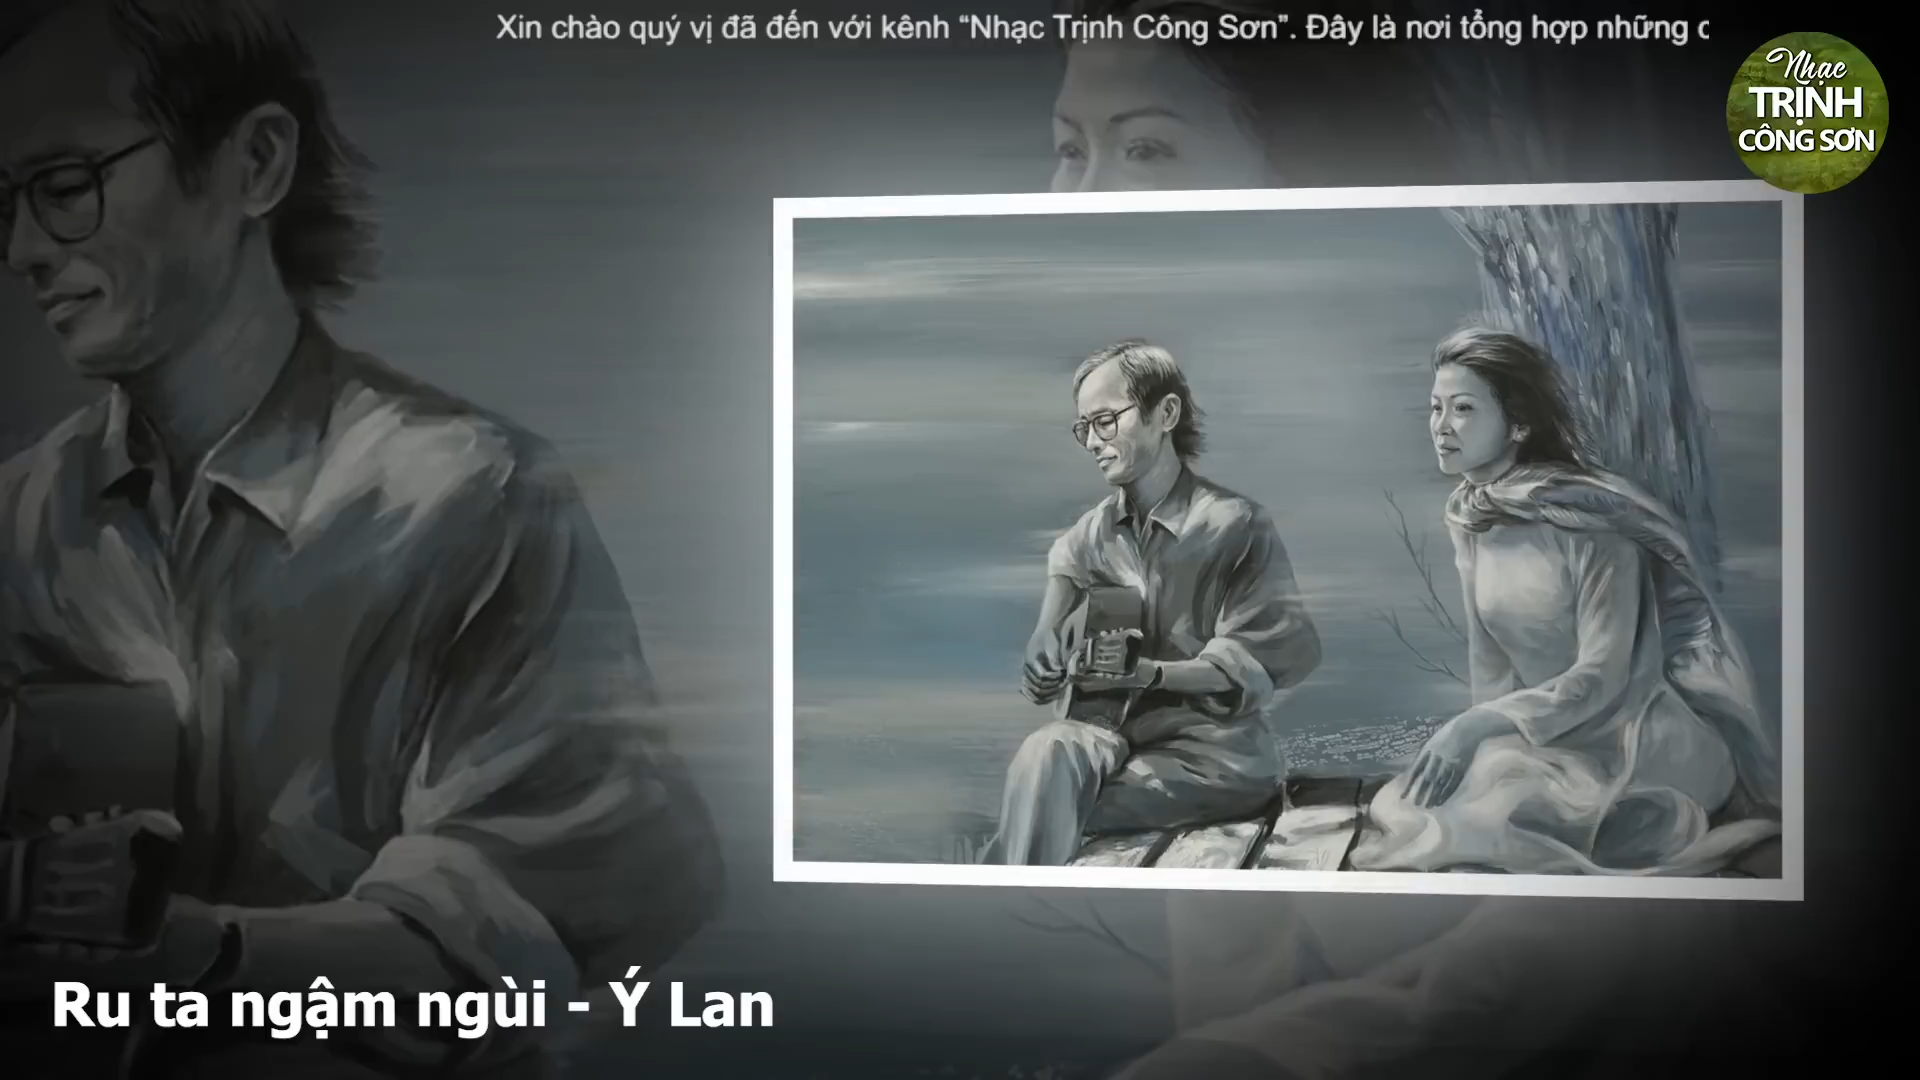 Xin chào quý vị đã đến với kênh “Nhạc Trịnh Công Sơn”. Đây là nơi tổng hợp những
Nhạc
TRỊNH
CÔNG SƠN
Ru ta ngậm ngùi - Ý Lan